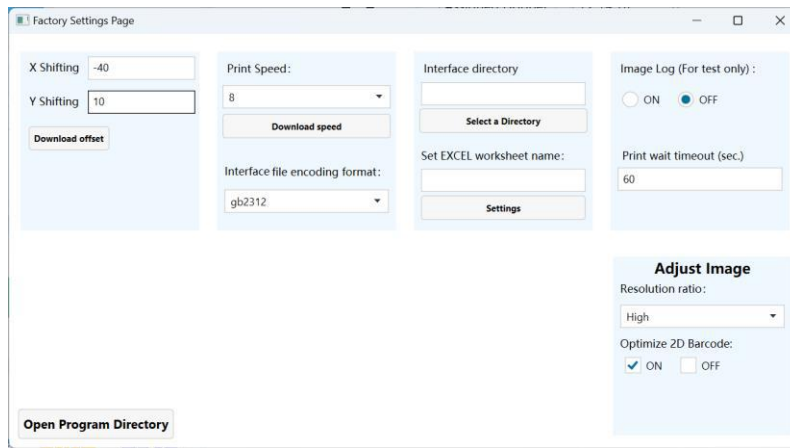 Factory Settings Page
X Shifting -40
Y Shifting 10
Download offset
Print Speed:
8
Download speed
Interface file encoding format:
gb2312
Interface directory
Select a Directory
Set EXCEL worksheet name:
Settings
Image Log (For test only) :
ON OFF
Print wait timeout (sec.)
60
Adjust Image
Resolution ratio:
High
Optimize 2D Barcode:
ON OFF
Open Program Directory